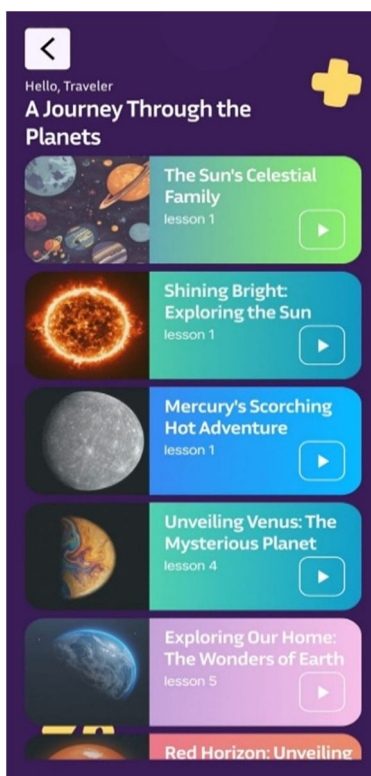 Hello, Traveler
A Journey Through the
Planets
The Sun's Celestial
Family
lesson 1
Shining Bright:
Exploring the Sun
lesson 1
Mercury's Scorching
Hot Adventure
lesson 1
Unveiling Venus: The
Mysterious Planet
lesson 4
Exploring Our Home:
The Wonders of Earth
lesson 5
Red Horizon: Unveiling